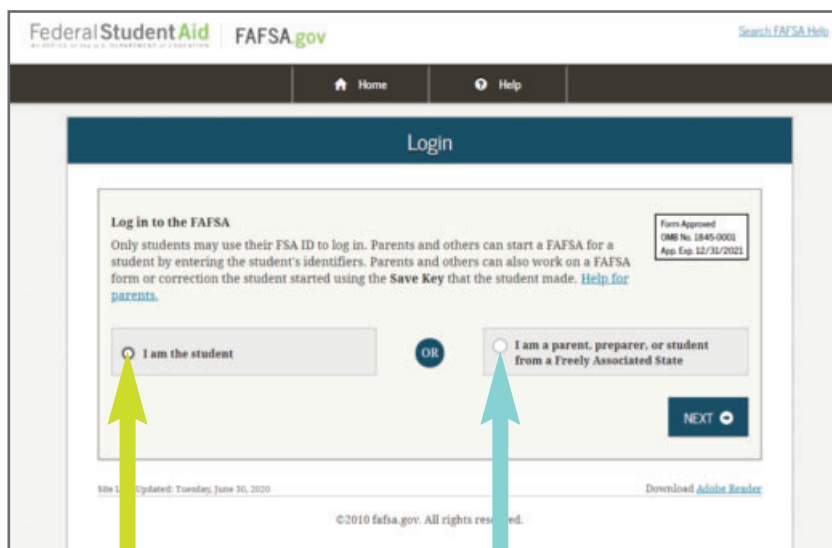 Federal Student Aid
An OFFICE of the U.S. DEPARTMENT of EDUCATION
FAFSA.gov
Search FAFSA Help
Home
Help
Login
Log in to the FAFSA
Only students may use their FSA ID to log in. Parents and others can start a FAFSA for a
student by entering the student's identifiers. Parents and others can also work on a FAFSA
form or correction the student started using the Save Key that the student made. Help for
parents.
Form Approved
OMB No. 1845-0001
App. Exp. 12/31/2021
I am the student
OR
I am a parent, preparer, or student
from a Freely Associated State
NEXT
Site Updated: Tuesday, June 30, 2020
Download Adobe Reader
©2010 fafsa.gov. All rights